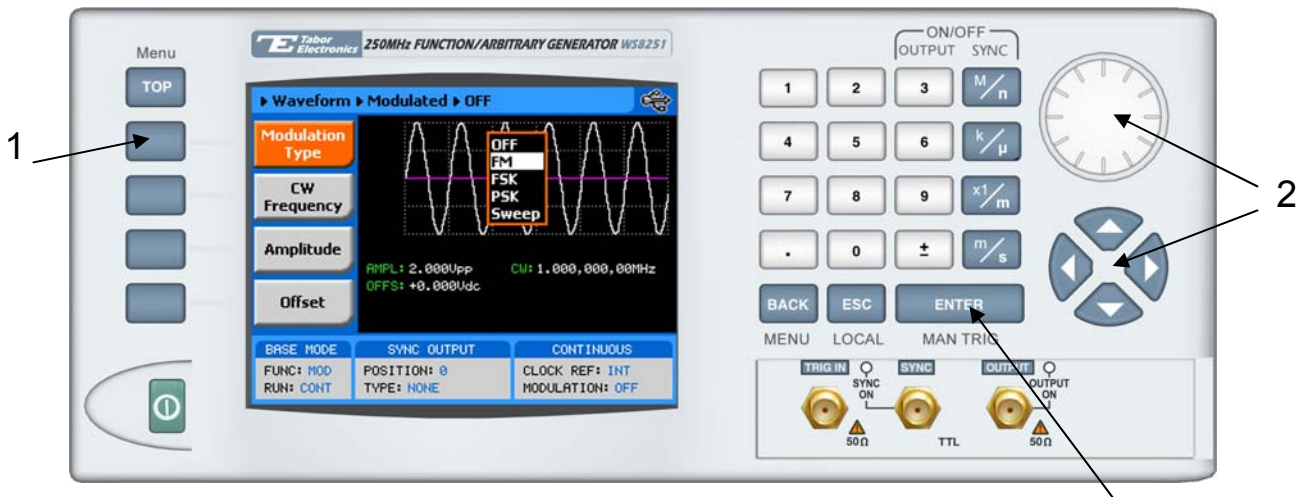 Menu
TOP
1
Tabor Electronics 250MHz FUNCTION/ARBITRARY GENERATOR WS8251
Waveform Modulated OFF
Modulation Type
CW Frequency
Amplitude
Offset
OFF
FM
FSK
PSK
Sweep
AMPL: 2.000Vpp CW: 1.000,000,00MHz
OFFS: +0.000Vdc
BASE MODE SYNC OUTPUT CONTINUOUS
FUNC: MOD POSITION: 0 CLOCK REF: INT
RUN: CONT TYPE: NONE MODULATION: OFF
ON/OFF
OUTPUT SYNC
1 2 3 M/n
4 5 6 k/µ
7 8 9 x1/m
. 0 ± m/s
BACK ESC ENTER
MENU LOCAL MAN TRIG
2
TRIG IN SYNC ON SYNC OUTPUT OUTPUT ON
50Ω TTL 50Ω